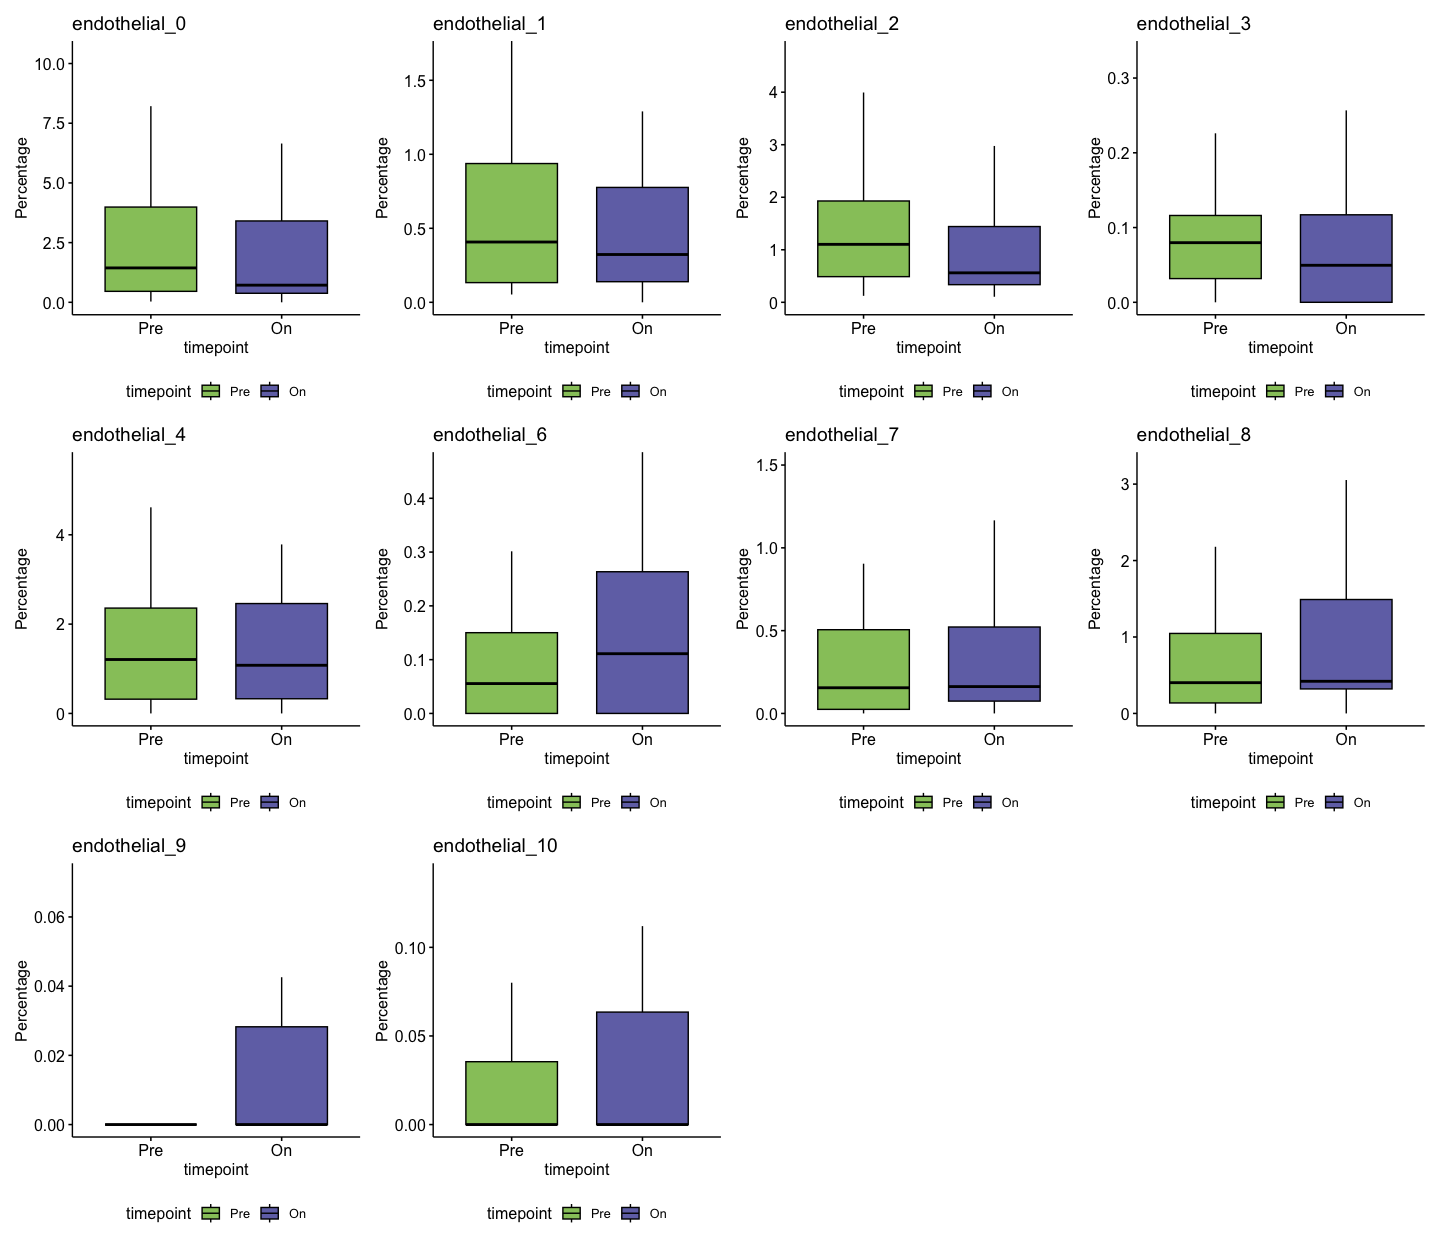 endothelial_0
10.0
7.5
5.0
2.5
0.0
Percentage
Pre On
timepoint
timepoint Pre On
endothelial_1
1.5
1.0
0.5
0.0
Percentage
Pre On
timepoint
timepoint Pre On
endothelial_2
4
3
2
1
0
Percentage
Pre On
timepoint
timepoint Pre On
endothelial_3
0.3
0.2
0.1
0.0
Percentage
Pre On
timepoint
timepoint Pre On
endothelial_4
4
2
0
Percentage
Pre On
timepoint
timepoint Pre On
endothelial_6
0.4
0.3
0.2
0.1
0.0
Percentage
Pre On
timepoint
timepoint Pre On
endothelial_7
1.5
1.0
0.5
0.0
Percentage
Pre On
timepoint
timepoint Pre On
endothelial_8
3
2
1
0
Percentage
Pre On
timepoint
timepoint Pre On
endothelial_9
0.06
0.04
0.02
0.00
Percentage
Pre On
timepoint
timepoint Pre On
endothelial_10
0.10
0.05
0.00
Percentage
Pre On
timepoint
timepoint Pre On